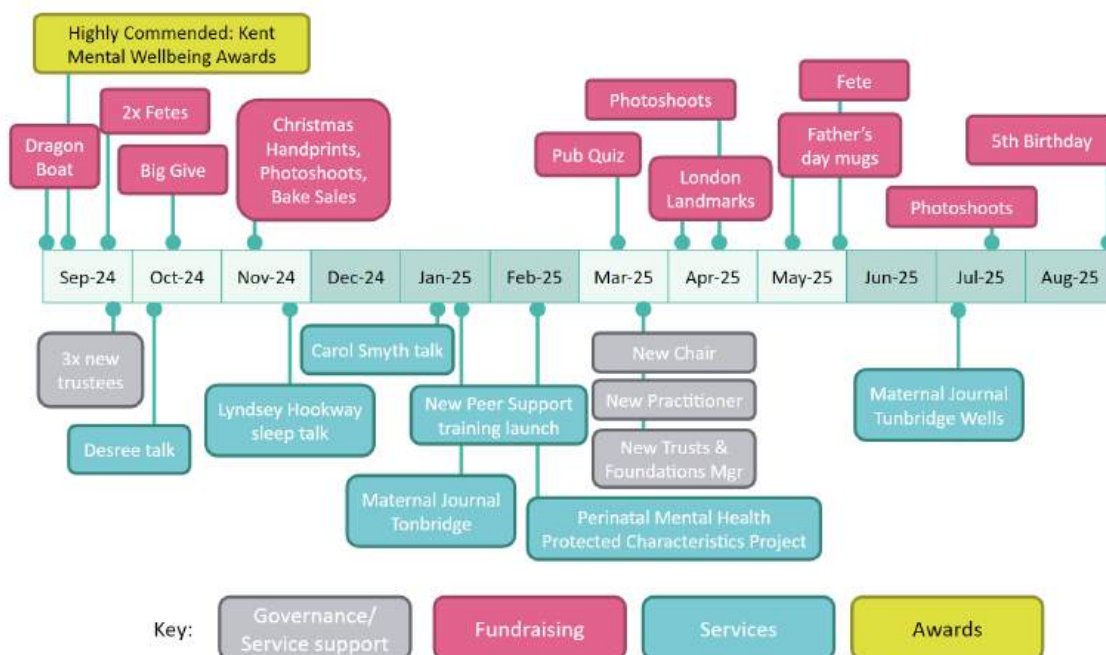 Highly Commended: Kent
Mental Wellbeing Awards
Dragon
Boat
2x Fetes
Big Give
Christmas
Handprints,
Photoshoots,
Bake Sales
Pub Quiz
Photoshoots
London
Landmarks
Fete
Father's
day mugs
Photoshoots
5th Birthday
Sep-24
Oct-24
Nov-24
Dec-24
Jan-25
Feb-25
Mar-25
Apr-25
May-25
Jun-25
Jul-25
Aug-25
3x new
trustees
Desree talk
Lyndsey Hookway
sleep talk
Carol Smyth talk
New Peer Support
training launch
Maternal Journal
Tonbridge
New Chair
New Practitioner
New Trusts &
Foundations Mgr
Perinatal Mental Health
Protected Characteristics Project
Maternal Journal
Tunbridge Wells
Key:
Governance/
Service support
Fundraising
Services
Awards